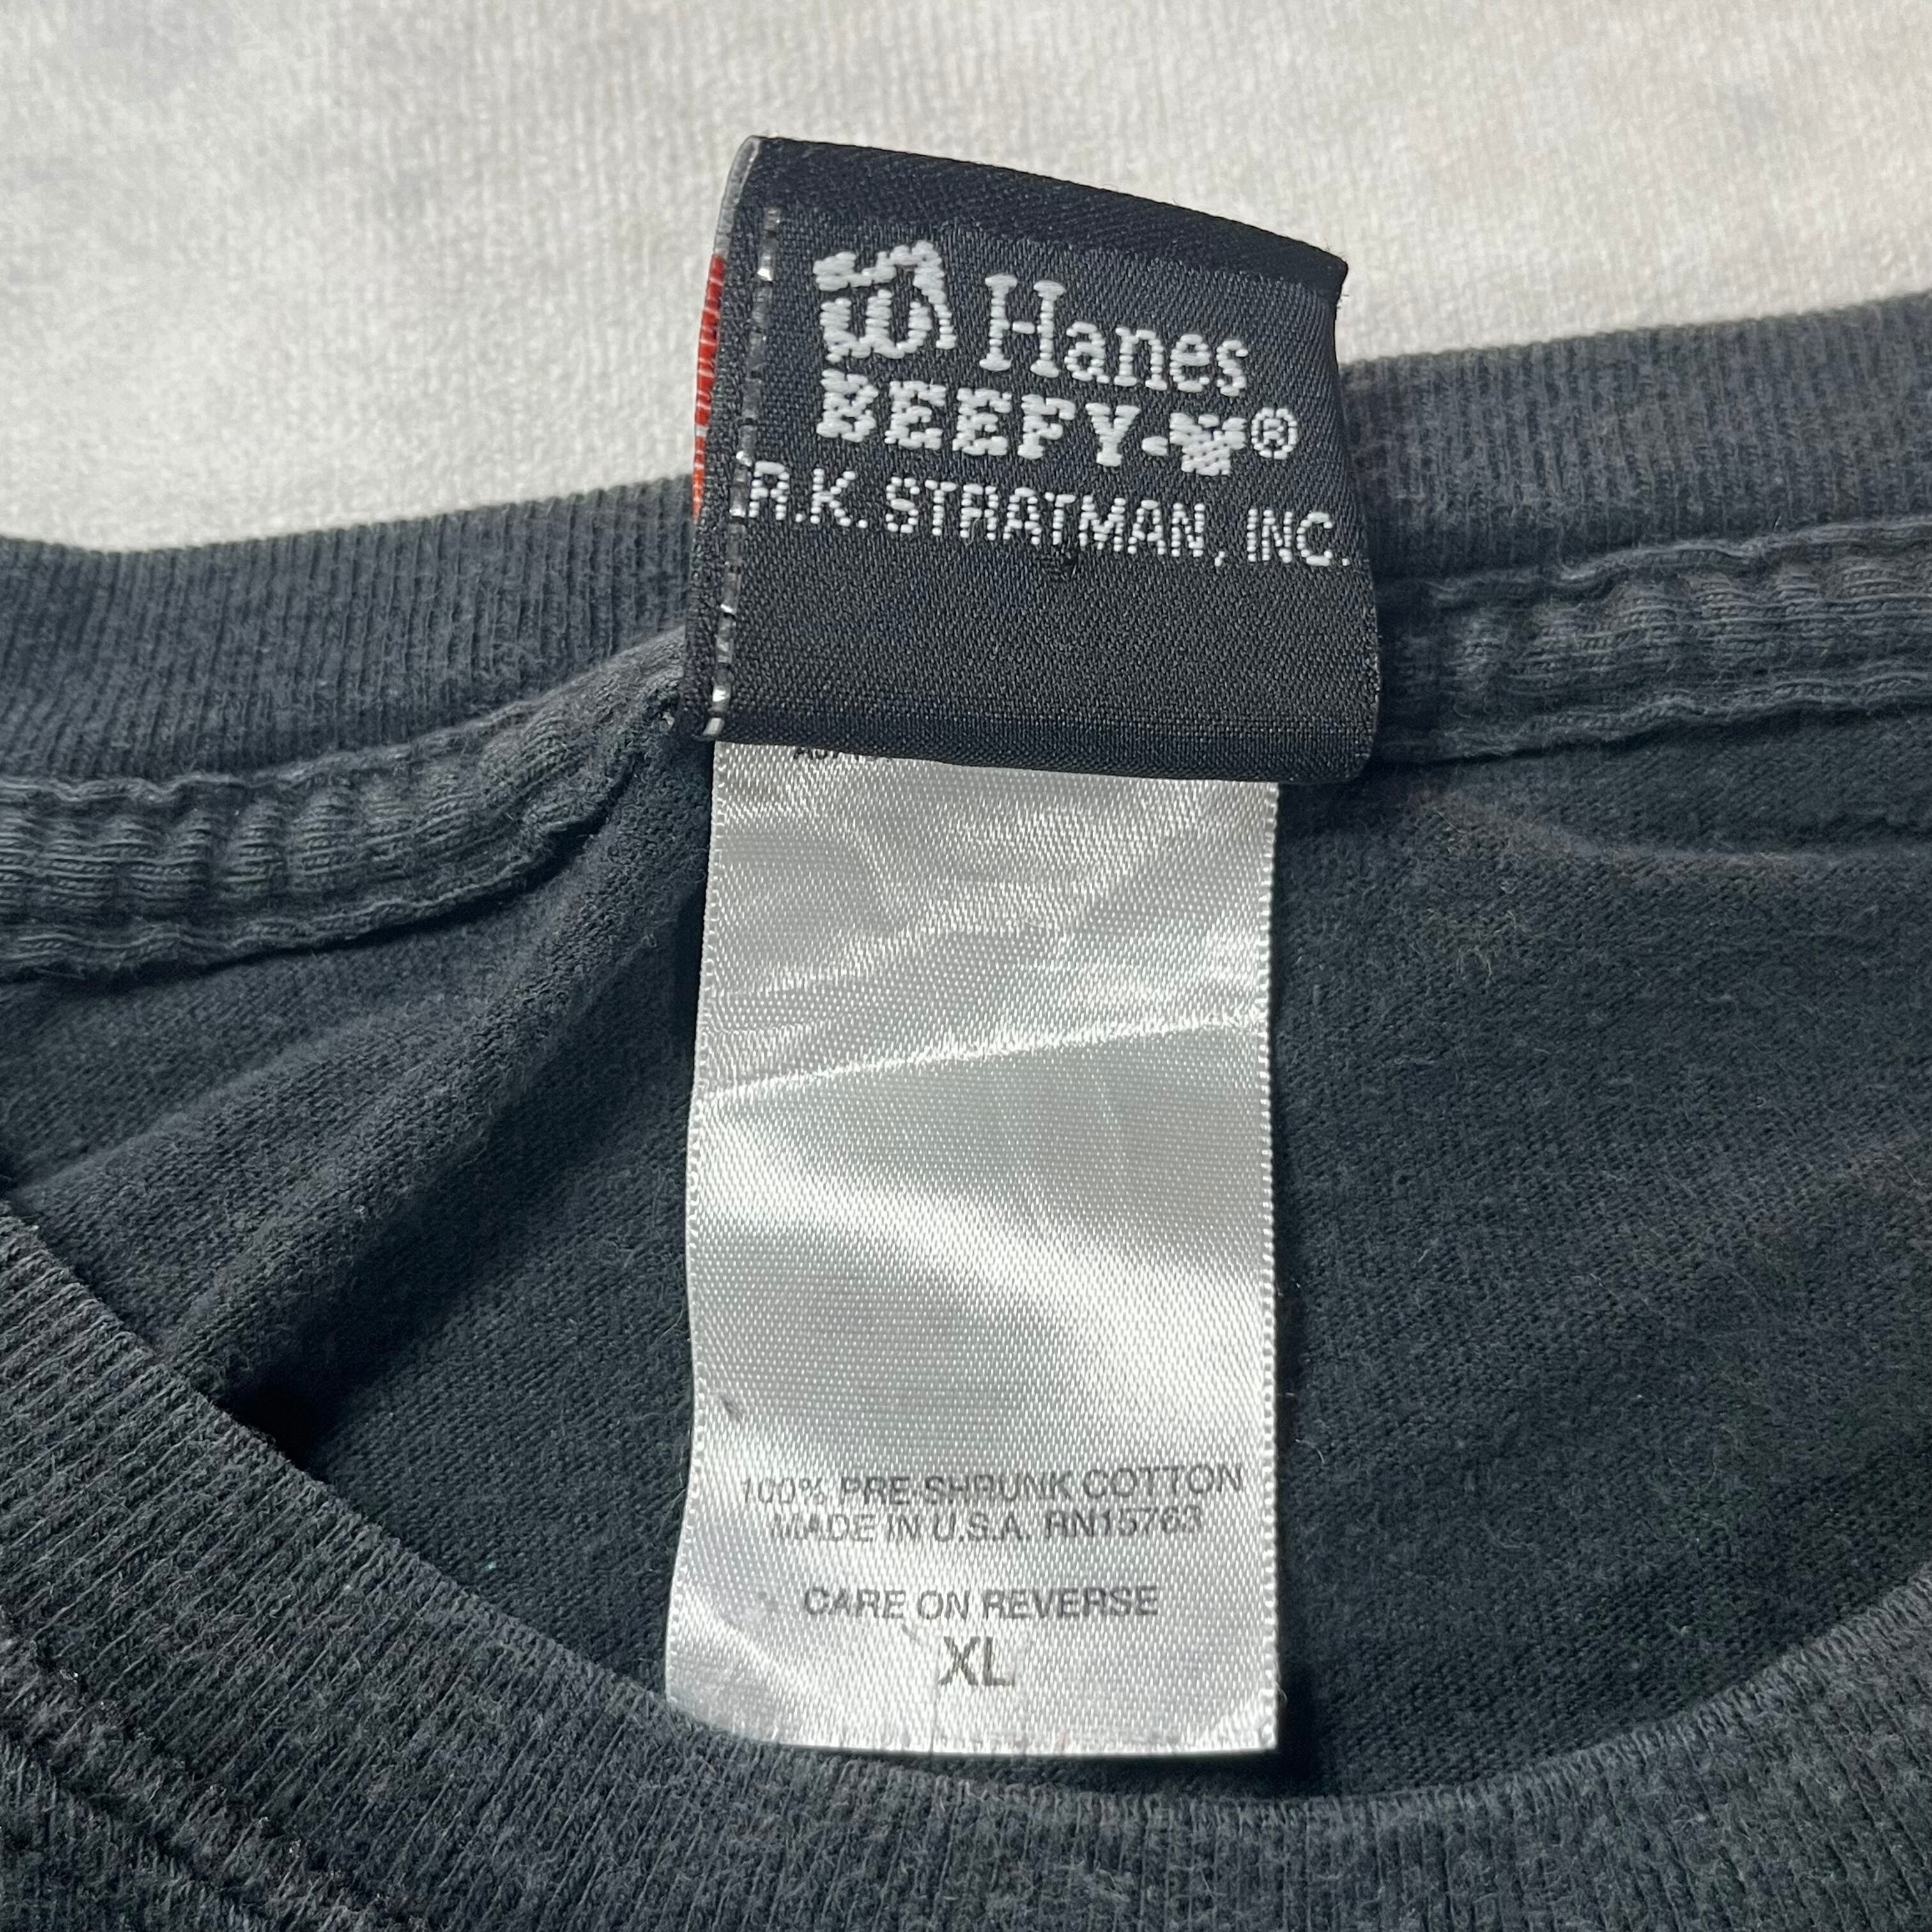 Hanes
BEEFY-T®
R.K. STRATMAN, INC.
100% PRE-SHRUNK COTTON
MADE IN U.S.A. RN15763
CARE ON REVERSE
XL